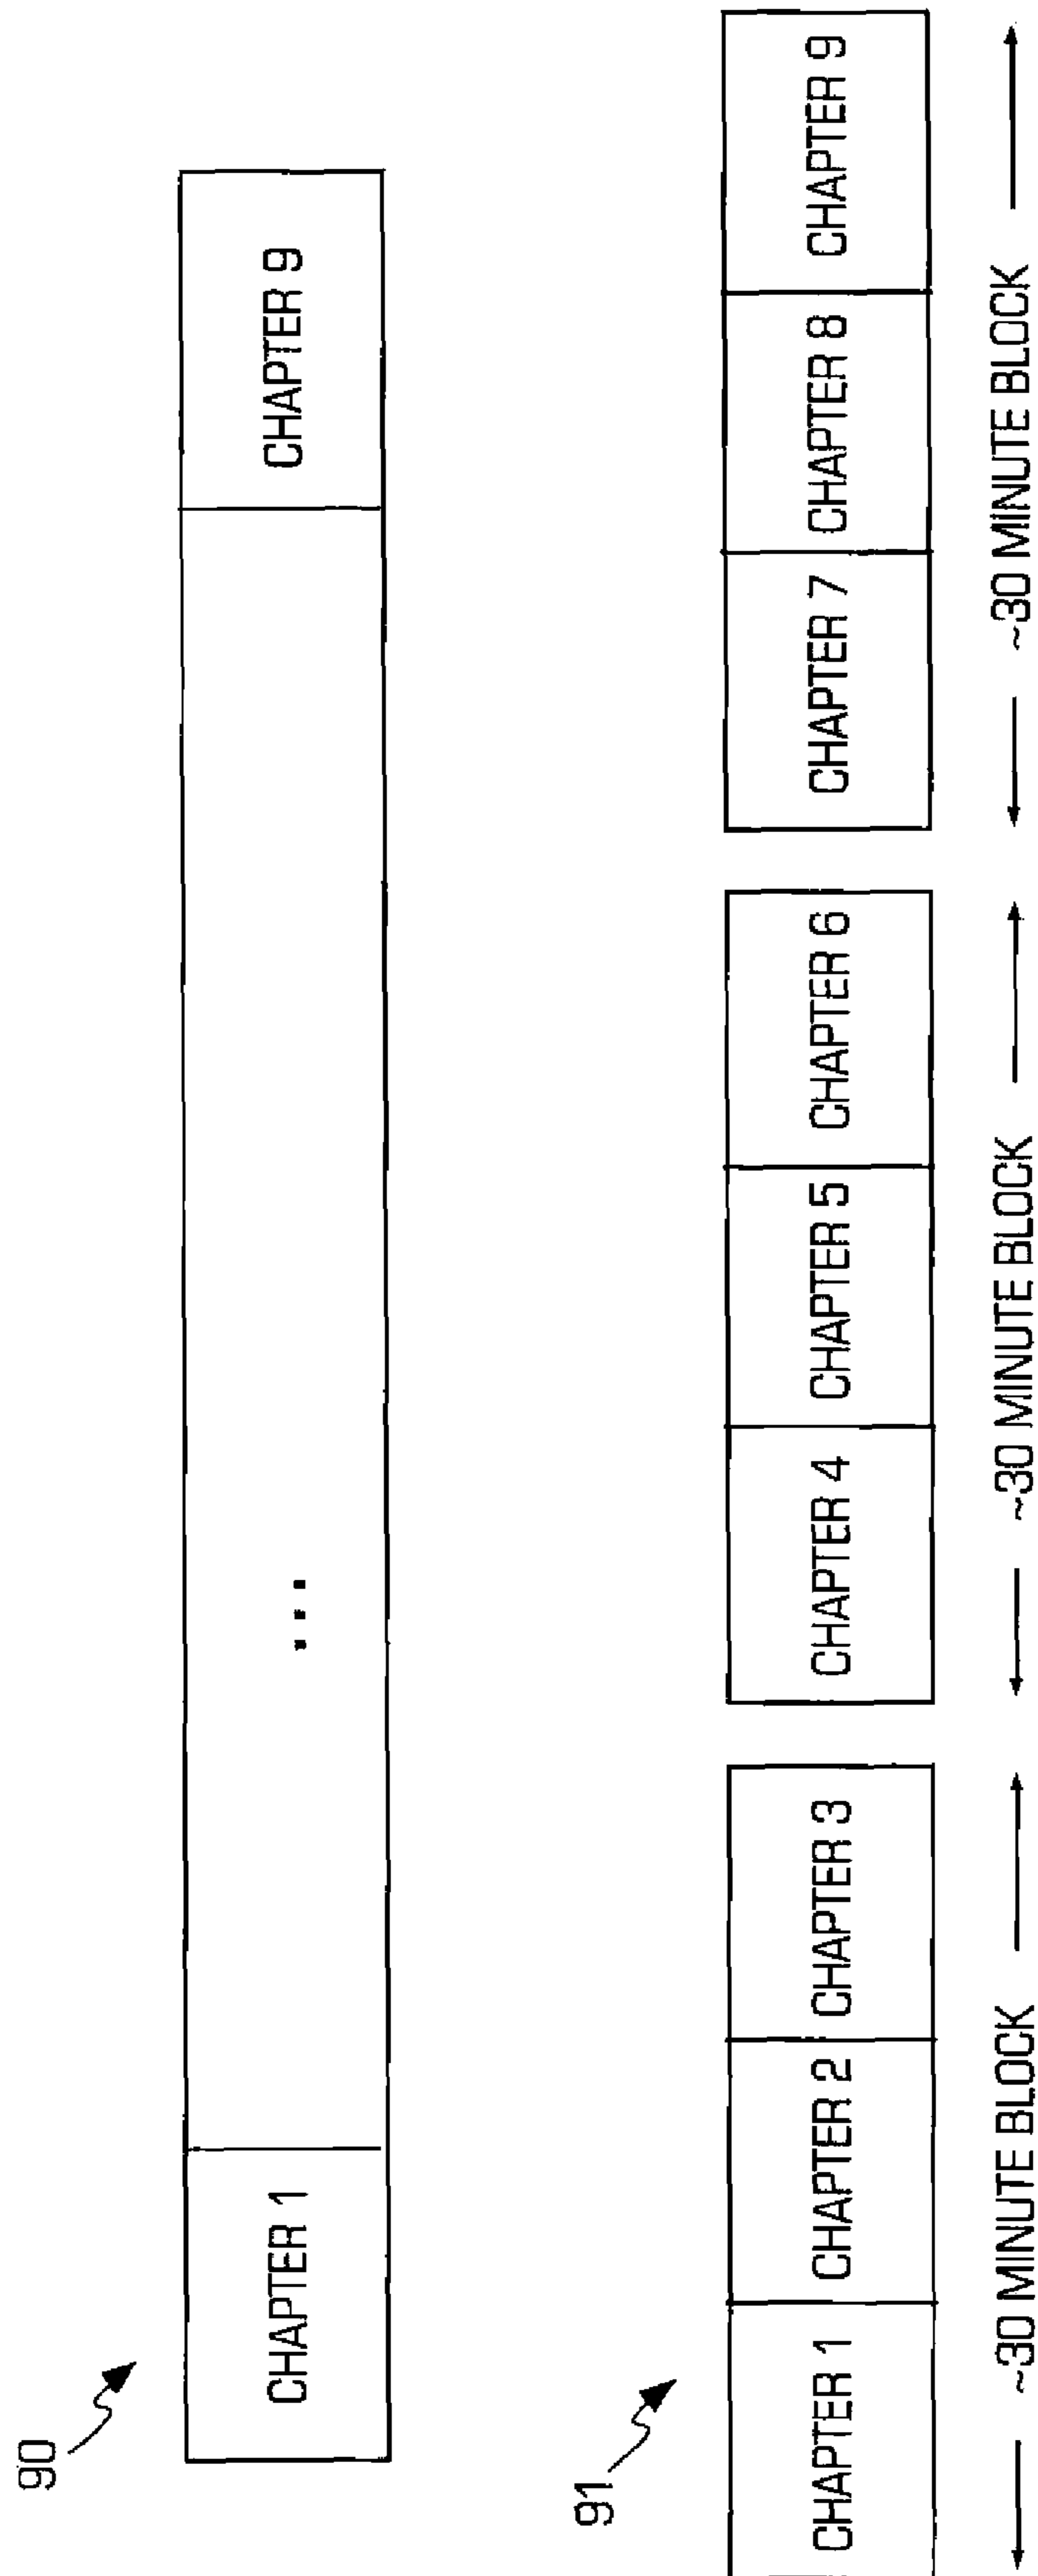 90
CHAPTER 1
...
CHAPTER 9
91
CHAPTER 1
CHAPTER 2
CHAPTER 3
CHAPTER 4
CHAPTER 5
CHAPTER 6
CHAPTER 7
CHAPTER 8
CHAPTER 9
~30 MINUTE BLOCK
~30 MINUTE BLOCK
~30 MINUTE BLOCK